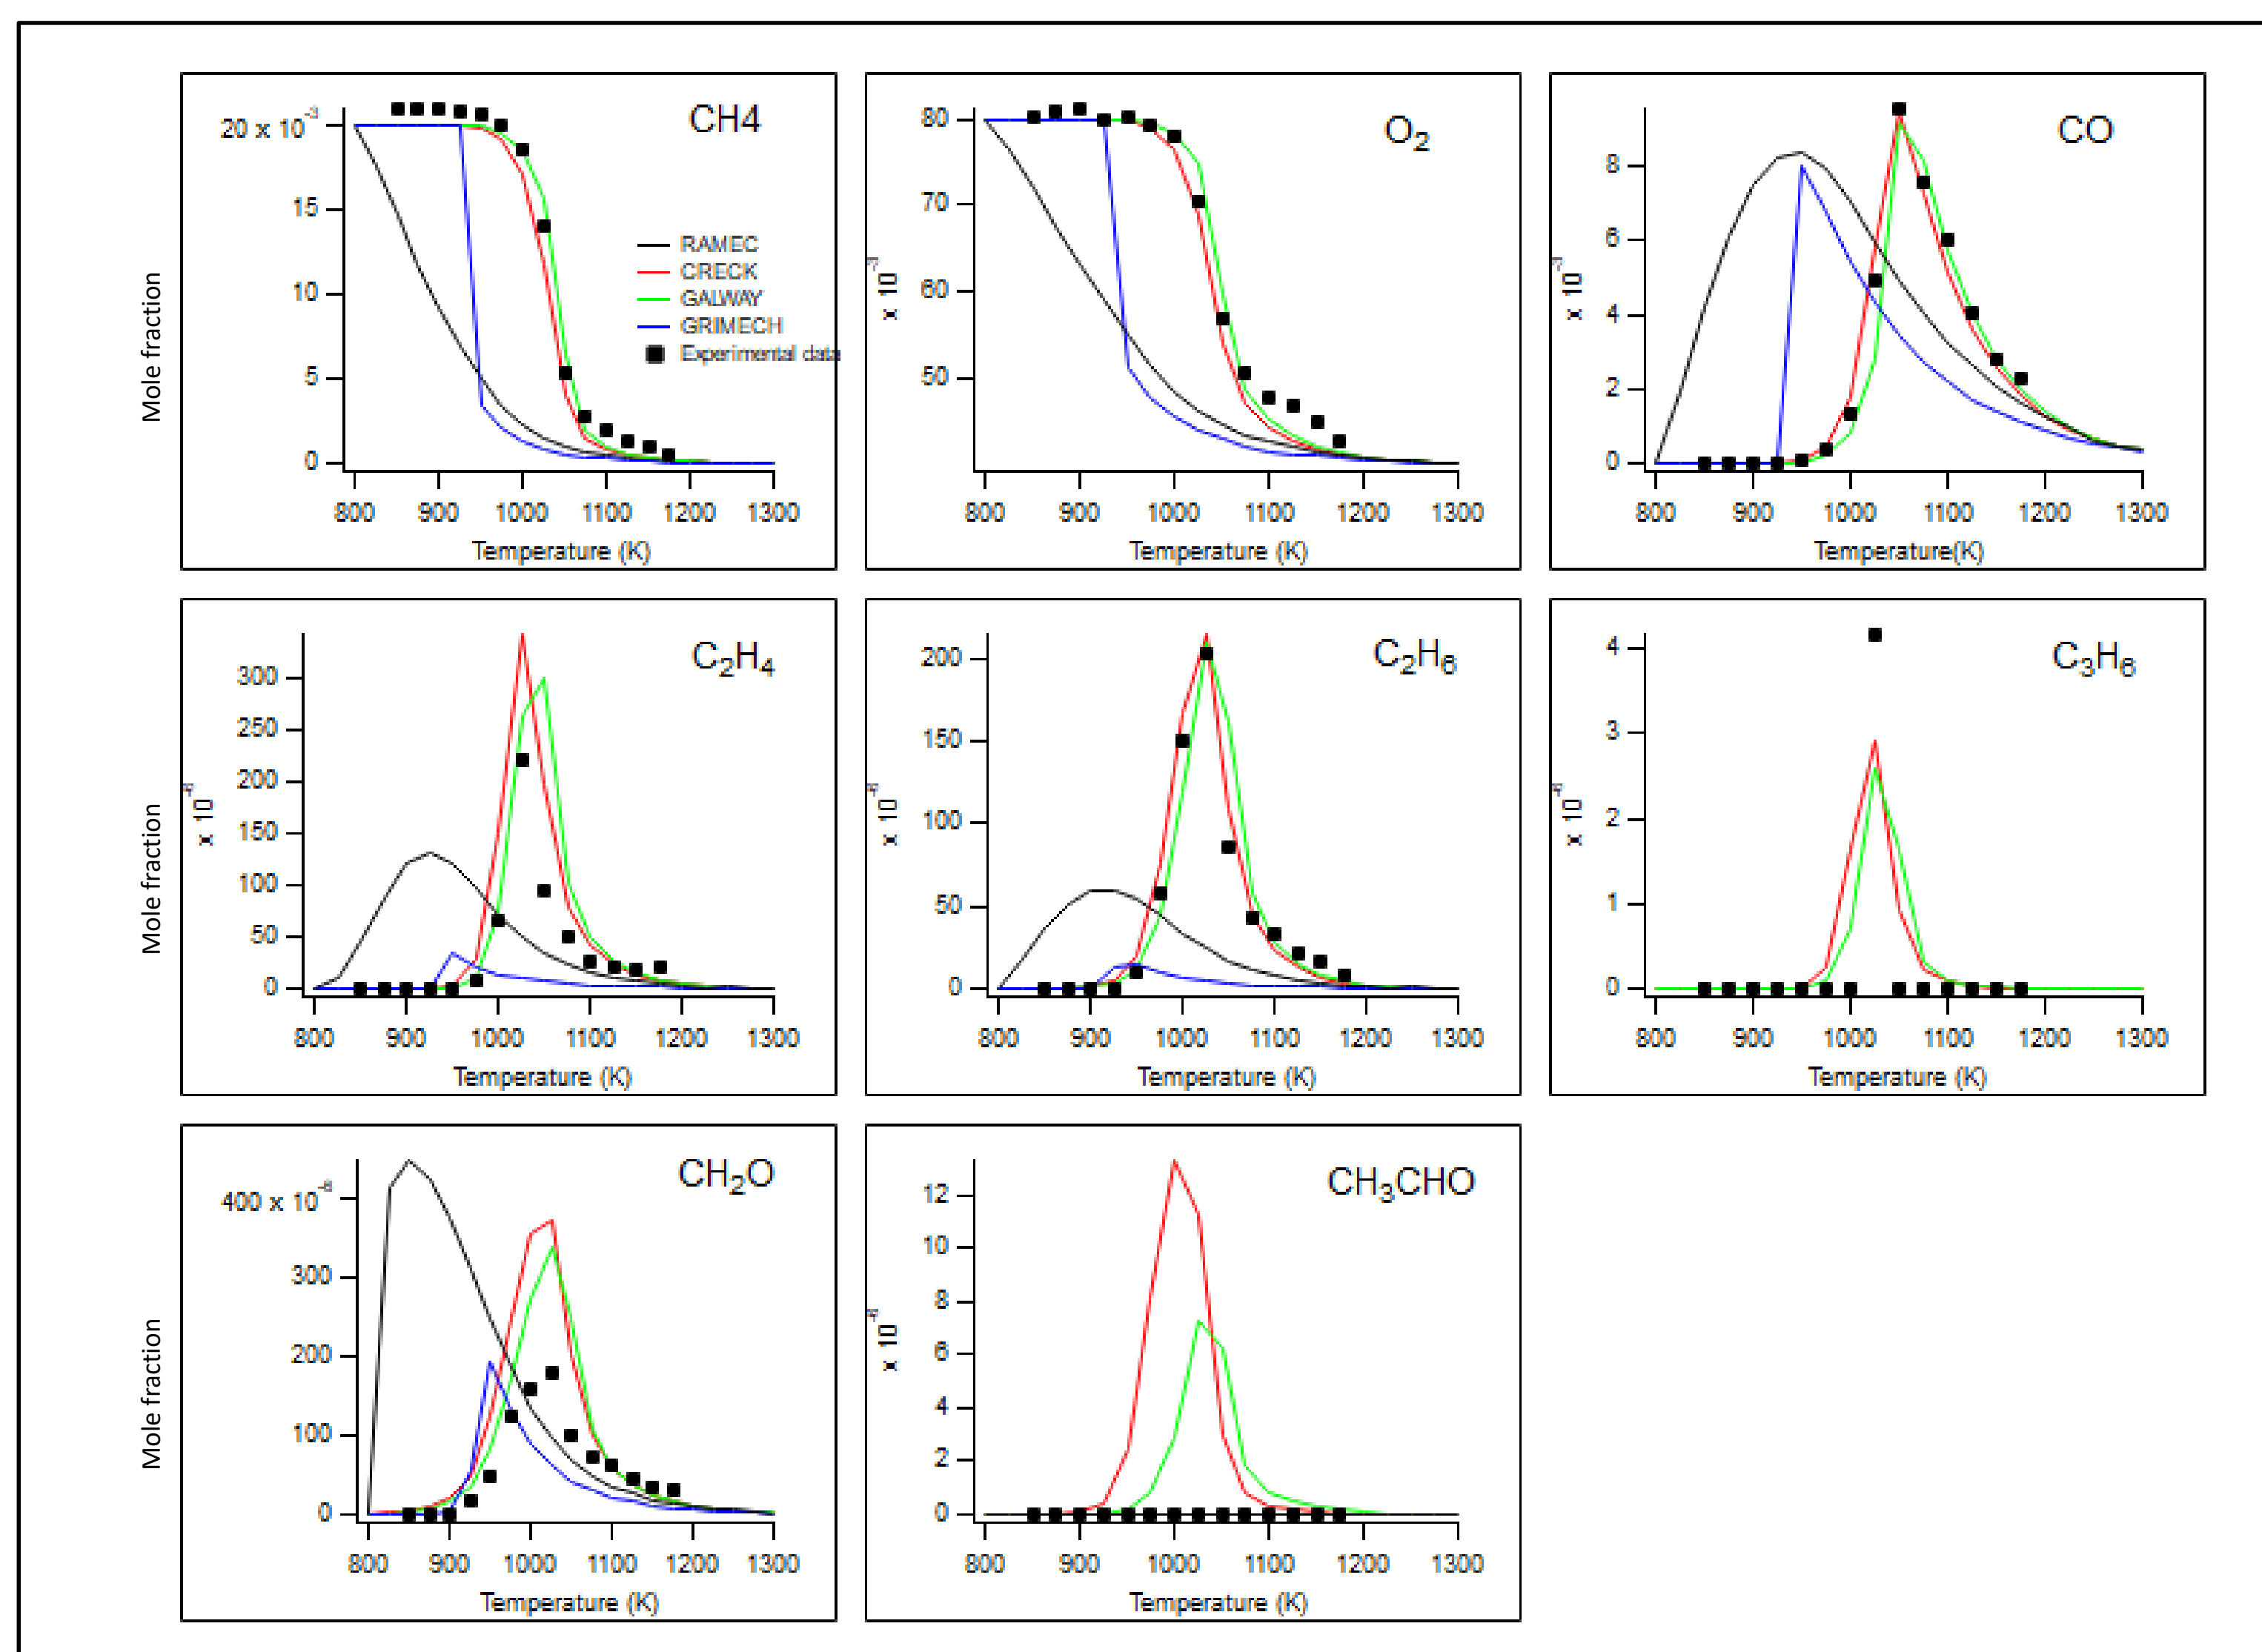 CH4
20 x 10⁻³
15
10
5
0
RAMEC
CRECK
GALWAY
GRIMECH
Experimental data
800 900 1000 1100 1200 1300
Temperature (K)
Mole fraction
O₂
80
70
60
50
x 10⁻³
800 900 1000 1100 1200 1300
Temperature (K)
CO
8
6
4
2
0
x 10⁻³
800 900 1000 1100 1200 1300
Temperature(K)
C₂H₄
300
250
200
150
100
50
0
x 10⁻⁶
800 900 1000 1100 1200 1300
Temperature (K)
Mole fraction
C₂H₆
200
150
100
50
0
x 10⁻⁶
800 900 1000 1100 1200 1300
Temperature (K)
C₃H₆
4
3
2
1
0
x 10⁻⁶
800 900 1000 1100 1200 1300
Temperature (K)
CH₂O
400 x 10⁻⁶
300
200
100
0
800 900 1000 1100 1200 1300
Temperature (K)
Mole fraction
CH₃CHO
12
10
8
6
4
2
0
x 10⁻⁶
800 900 1000 1100 1200 1300
Temperature (K)